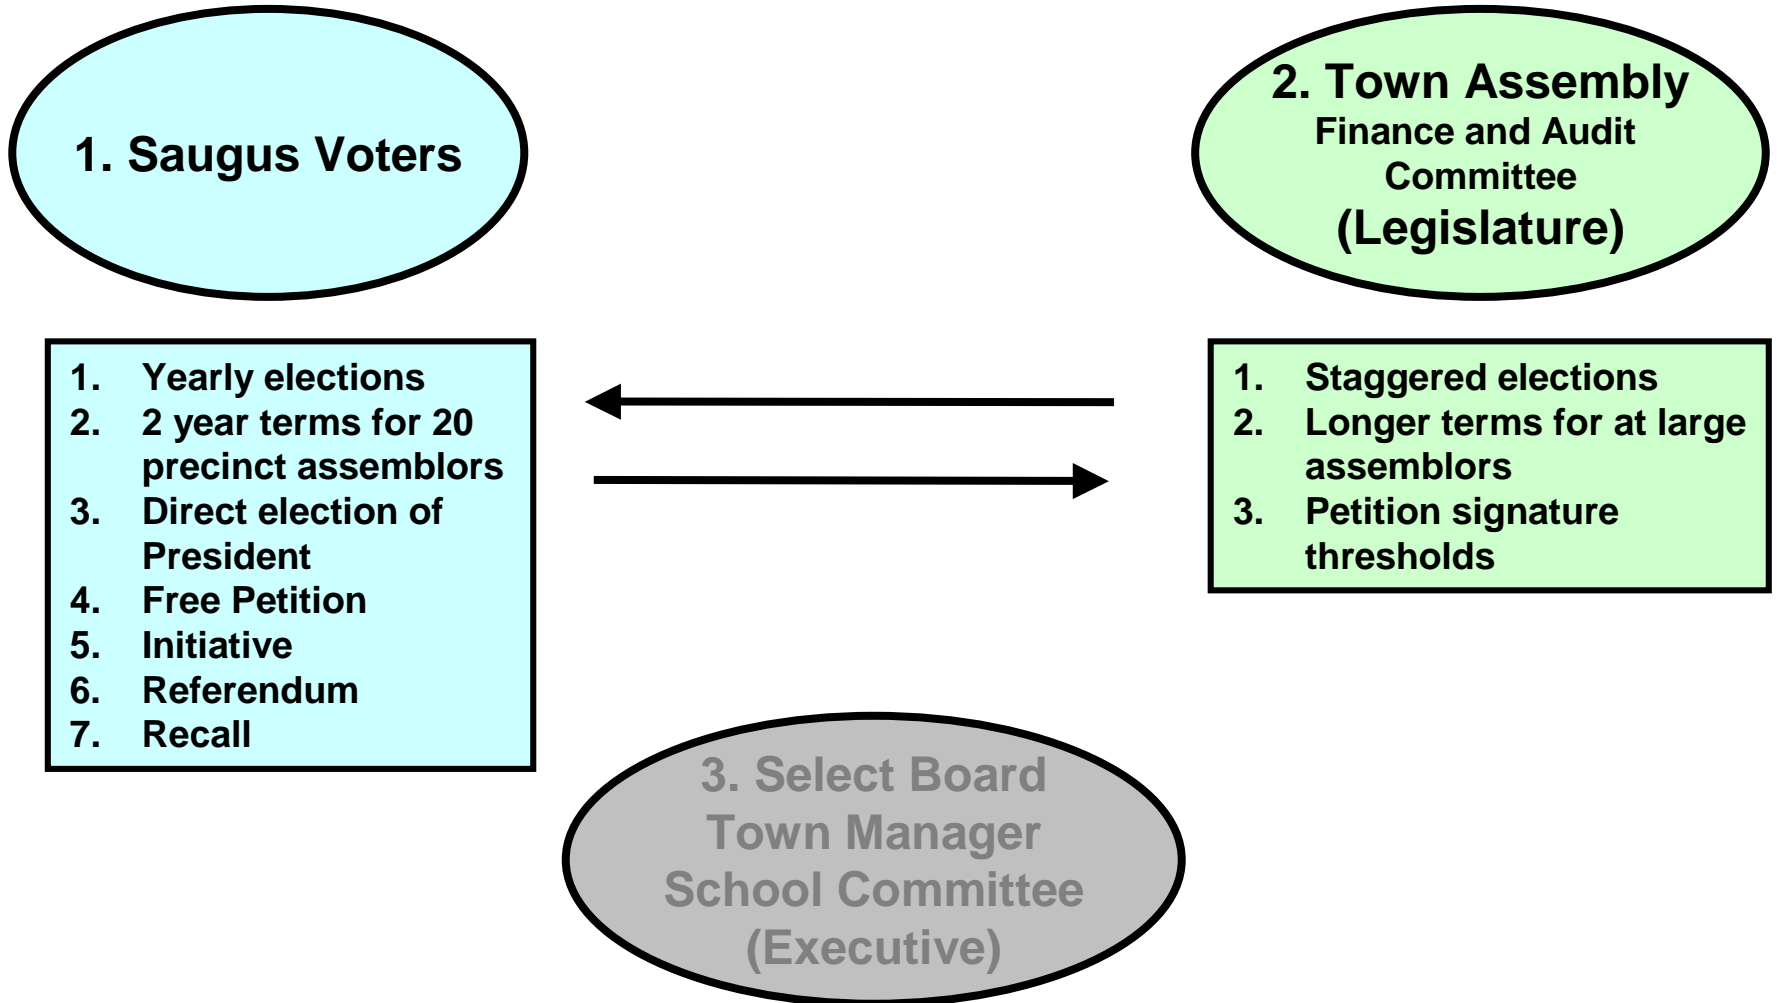 1. Saugus Voters
2. Town Assembly
Finance and Audit
Committee
(Legislature)
1. Yearly elections
2. 2 year terms for 20
precinct assemblors
3. Direct election of
President
4. Free Petition
5. Initiative
6. Referendum
7. Recall
1. Staggered elections
2. Longer terms for at large
assemblors
3. Petition signature
thresholds
3. Select Board
Town Manager
School Committee
(Executive)